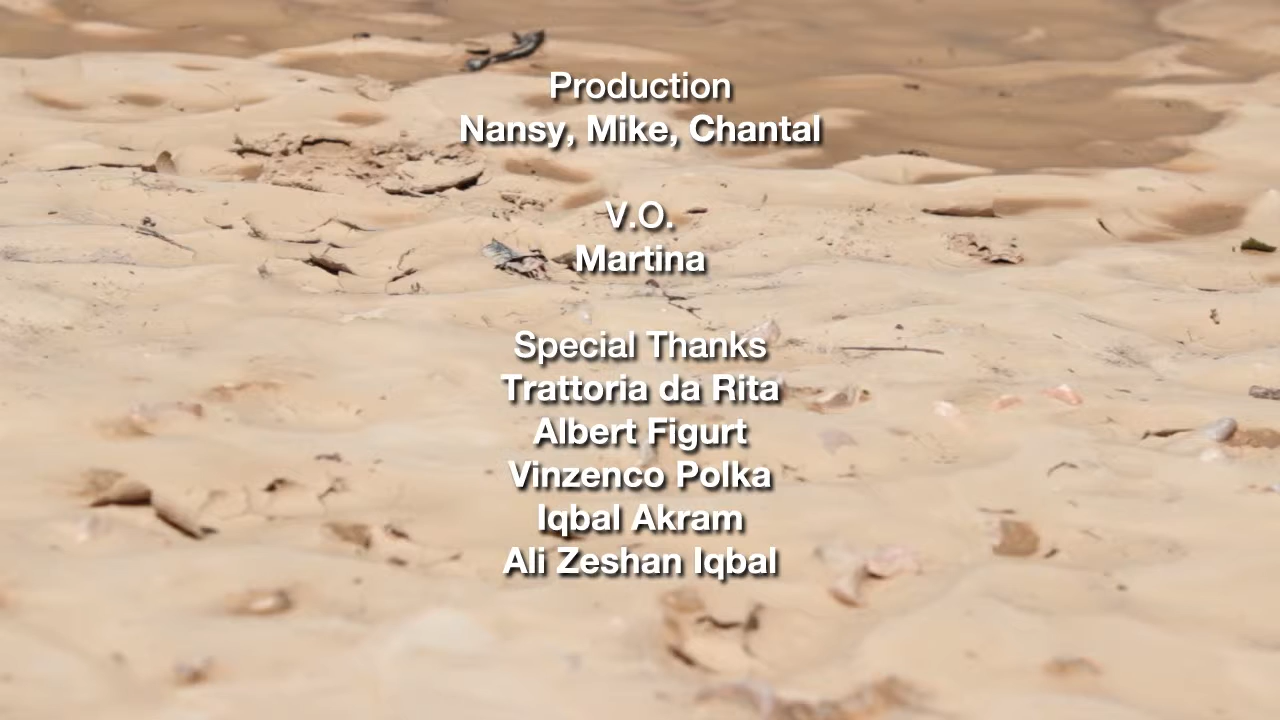 Production
Nansy, Mike, Chantal
V.O.
Martina
Special Thanks
Trattoria da Rita
Albert Figurt
Vinzenco Polka
Iqbal Akram
Ali Zeshan Iqbal